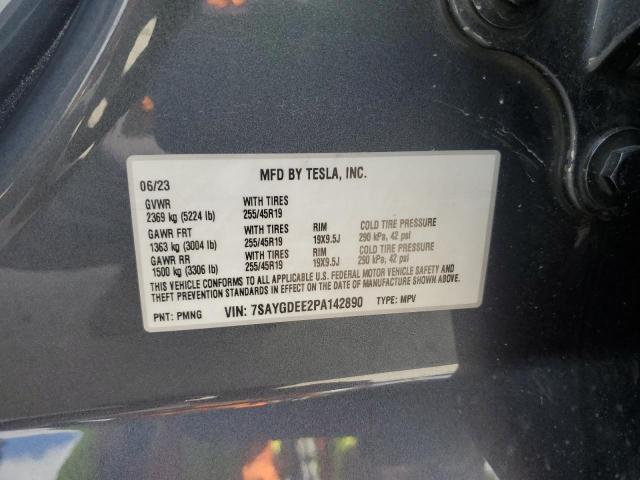 MFD BY TESLA, INC.
06/23
GVWR WITH TIRES
2369 kg (5224 lb) 255/45R19
GAWR FRT WITH TIRES RIM COLD TIRE PRESSURE
1363 kg (3004 lb) 255/45R19 19X9.5J 290 kPa, 42 psi
GAWR RR WITH TIRES RIM COLD TIRE PRESSURE
1500 kg (3306 lb) 255/45R19 19X9.5J 290 kPa, 42 psi
THIS VEHICLE CONFORMS TO ALL APPLICABLE U.S. FEDERAL MOTOR VEHICLE SAFETY AND
THEFT PREVENTION STANDARDS IN EFFECT ON THE DATE OF MANUFACTURE SHOWN ABOVE.
PNT: PMNG VIN: 7SAYGDEE2PA142890 TYPE: MPV